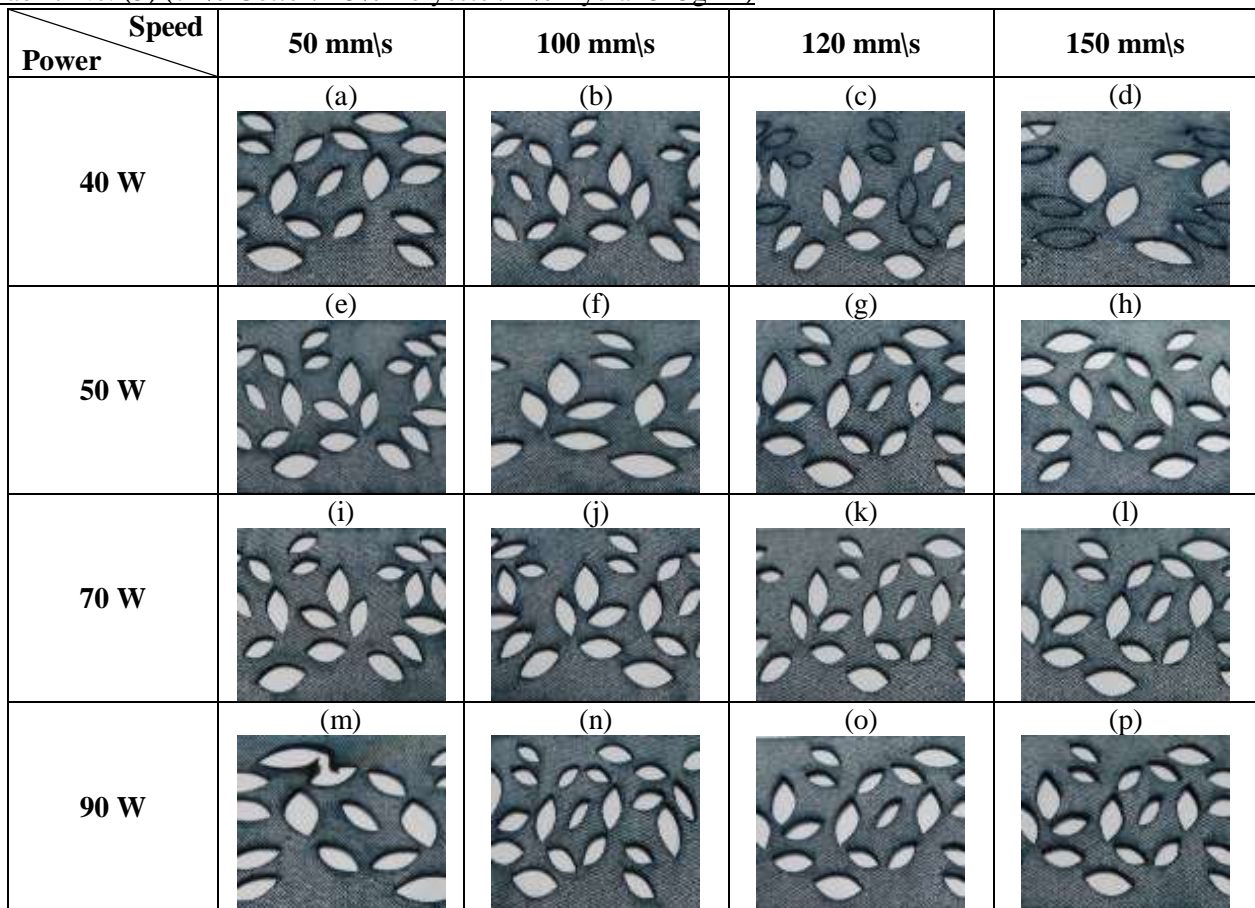 Speed
Power
50 mm\s
100 mm\s
120 mm\s
150 mm\s
(a)
(b)
(c)
(d)
40 W
(e)
(f)
(g)
(h)
50 W
(i)
(j)
(k)
(l)
70 W
(m)
(n)
(o)
(p)
90 W